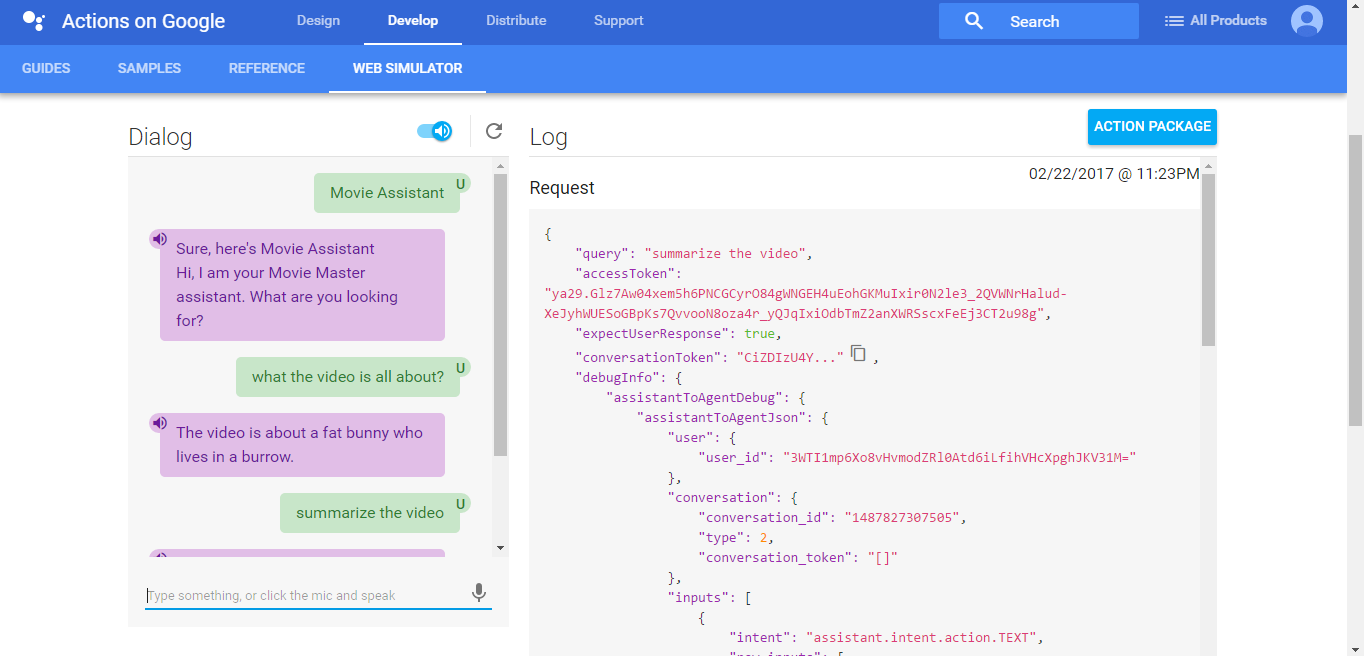 Actions on Google Design Develop Distribute Support Search All Products
GUIDES SAMPLES REFERENCE WEB SIMULATOR
Dialog
Movie Assistant U
Sure, here's Movie Assistant
Hi, I am your Movie Master
assistant. What are you looking
for?
what the video is all about? U
The video is about a fat bunny who
lives in a burrow.
summarize the video U
Type something, or click the mic and speak
Log
ACTION PACKAGE
02/22/2017 @ 11:23PM
Request
{
"query": "summarize the video",
"accessToken":
"ya29.Glz7Aw04xem5h6PNCGCyrO84gWNGEH4uEohGKMuIxir0N2le3_2QVWNrHalud-
XeJyhWUESoGBpKs7QvvooN8oza4r_yQJqIxiOdbTmZ2anXWRSscxFeEj3CT2u98g",
"expectUserResponse": true,
"conversationToken": "CiZDIzU4Y..." ,
"debugInfo": {
"assistantToAgentDebug": {
"assistantToAgentJson": {
"user": {
"user_id": "3WTI1mp6Xo8vHvmodZRl0Atd6iLfihVHcXpghJKV31M="
},
"conversation": {
"conversation_id": "1487827307505",
"type": 2,
"conversation_token": "[]"
},
"inputs": [
{
"intent": "assistant.intent.action.TEXT",